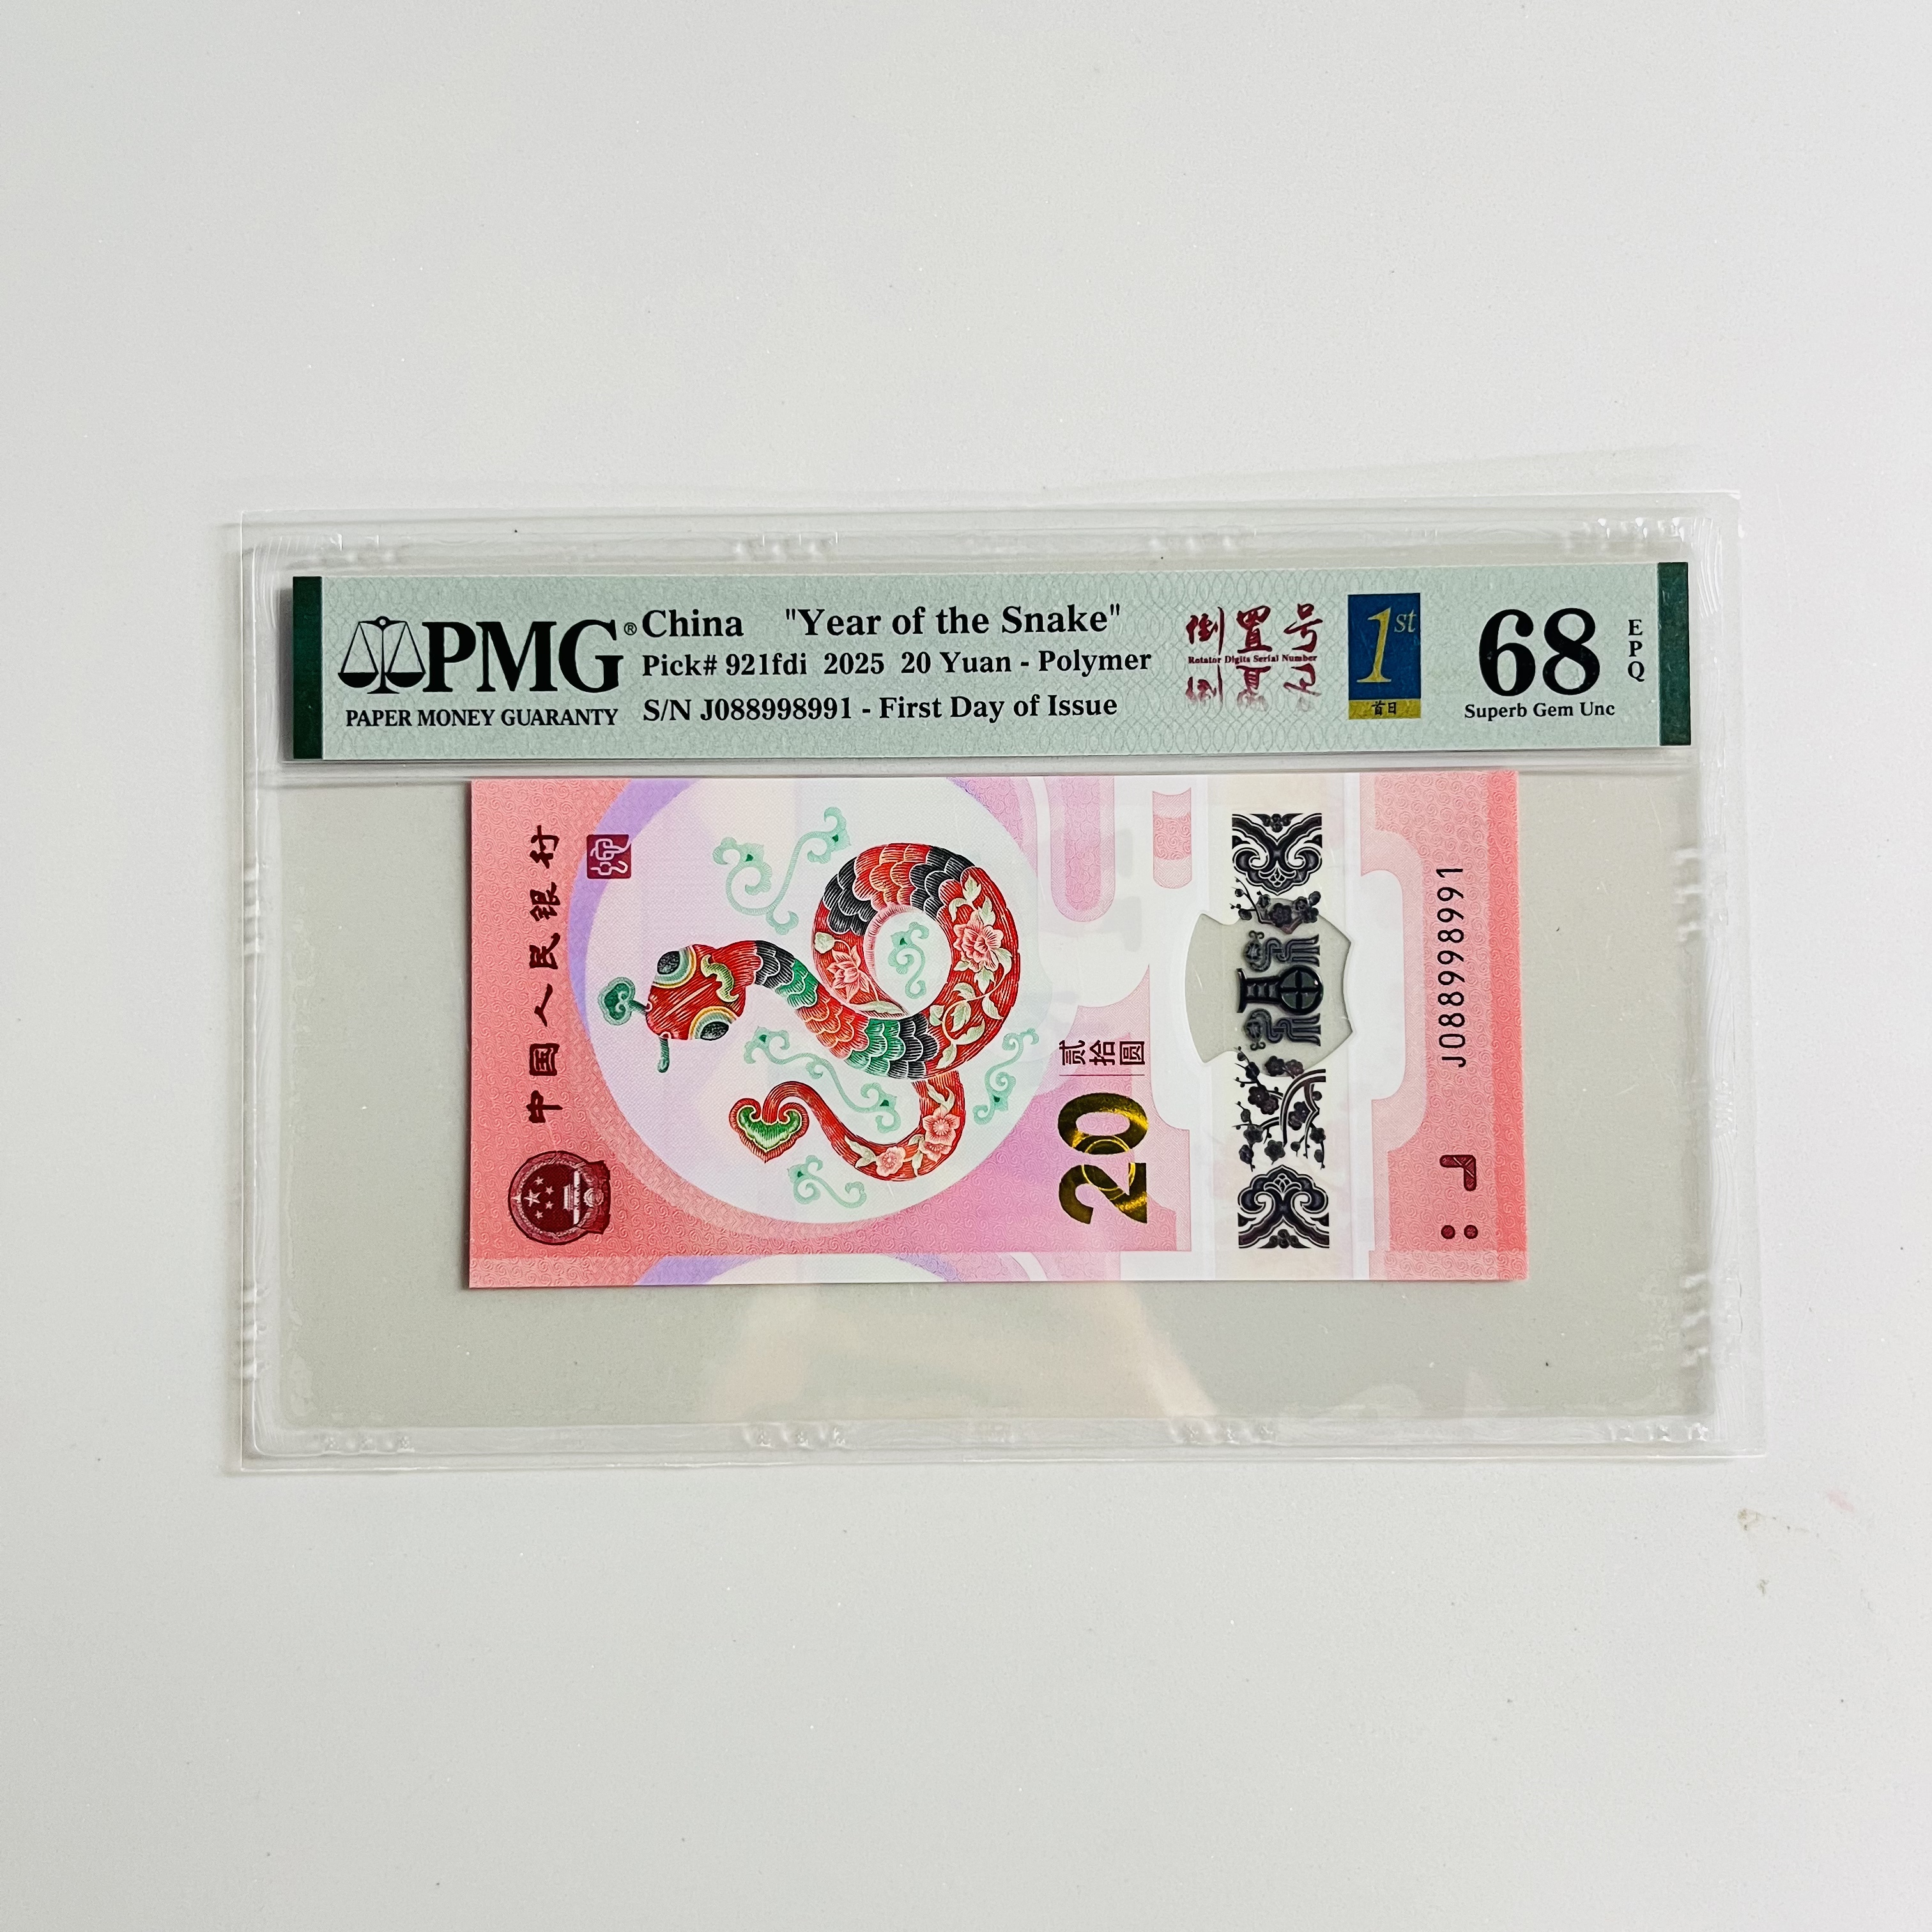 PMG®
PAPER MONEY GUARANTY
China "Year of the Snake"
Pick# 921fdi 2025 20 Yuan - Polymer
S/N J088998991 - First Day of Issue
倒置号
Rotator Digits Serial Number
1st
首日
68
EPQ
Superb Gem Unc
中国人民银行
贰拾圆
20
福
J088998991